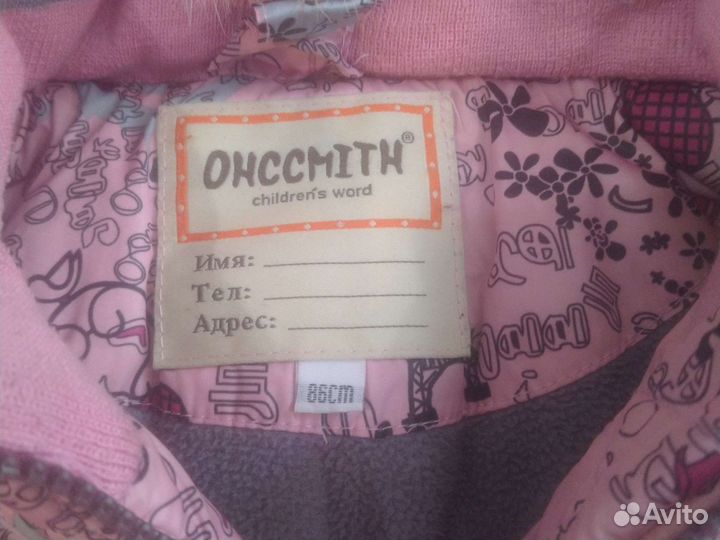 OHCCMITH®
children's word
Имя:
Тел:
Адрес:
86cm
Avito